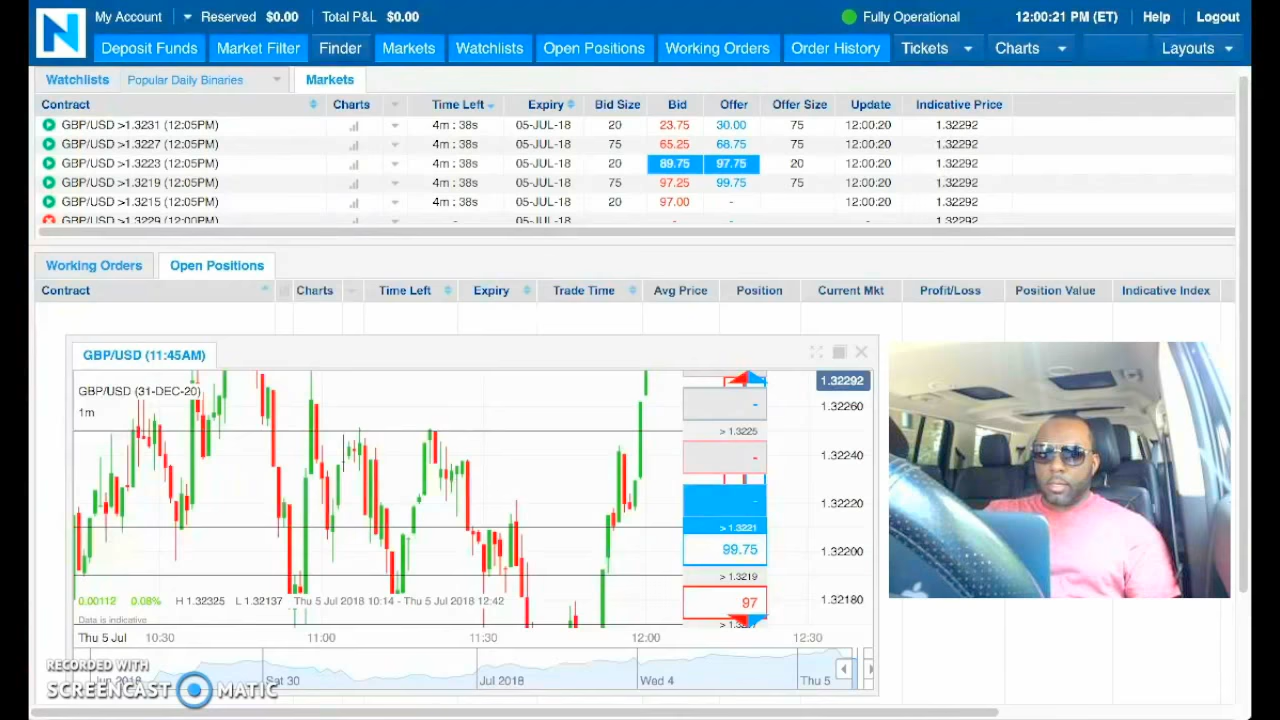 N My Account Reserved $0.00 Total P&L $0.00 Fully Operational 12:00:21 PM (ET) Help Logout
Deposit Funds Market Filter Finder Markets Watchlists Open Positions Working Orders Order History Tickets Charts Layouts
Watchlists Popular Daily Binaries Markets
Contract Charts Time Left Expiry Bid Size Bid Offer Offer Size Update Indicative Price
GBP/USD >1.3231 (12:05PM) 4m : 38s 05-JUL-18 20 23.75 30.00 75 12:00:20 1.32292
GBP/USD >1.3227 (12:05PM) 4m : 38s 05-JUL-18 75 65.25 68.75 75 12:00:20 1.32292
GBP/USD >1.3223 (12:05PM) 4m : 38s 05-JUL-18 20 89.75 97.75 20 12:00:20 1.32292
GBP/USD >1.3219 (12:05PM) 4m : 38s 05-JUL-18 75 97.25 99.75 75 12:00:20 1.32292
GBP/USD >1.3215 (12:05PM) 4m : 38s 05-JUL-18 20 97.00 - 12:00:20 1.32292
GBP/USD >1.3229 (12:00PM) - 05-JUL-18 - - - 1.32292
Working Orders Open Positions
Contract Charts Time Left Expiry Trade Time Avg Price Position Current Mkt Profit/Loss Position Value Indicative Index
GBP/USD (11:45AM)
GBP/USD (31-DEC-20)
1m
1.32292
-
1.32260
> 1.3225
-
1.32240
-
1.32220
> 1.3221
99.75
1.32200
> 1.3219
0.00112 0.08% H 1.32325 L 1.32137 Thu 5 Jul 2018 10:14 - Thu 5 Jul 2018 12:42
97
1.32180
Data is indicative
Thu 5 Jul 10:30 11:00 11:30 12:00 12:30
Jun 2018 Sat 30 Jul 2018 Wed 4 Thu 5
RECORDED WITH
SCREENCAST MATIC